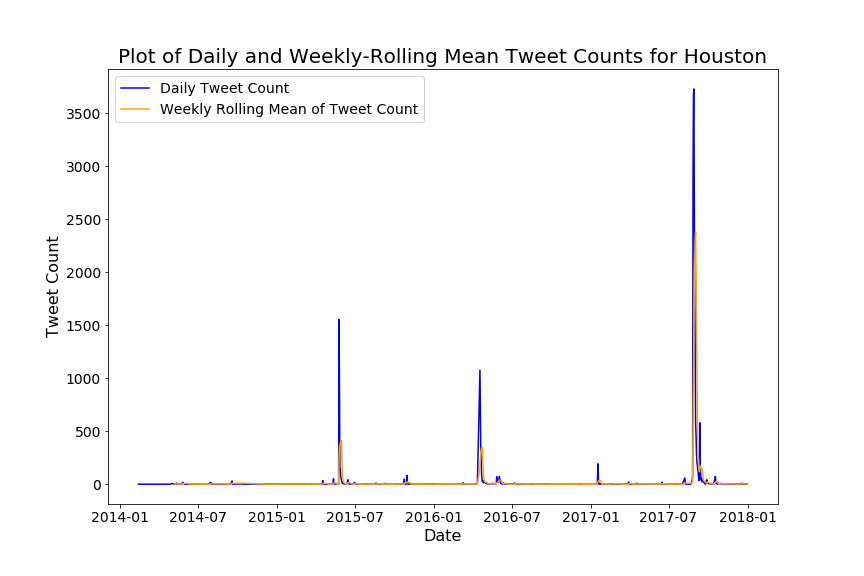 Plot of Daily and Weekly-Rolling Mean Tweet Counts for Houston
Daily Tweet Count
Weekly Rolling Mean of Tweet Count
3500
3000
2500
2000
1500
1000
500
0
Tweet Count
2014-01 2014-07 2015-01 2015-07 2016-01 2016-07 2017-01 2017-07 2018-01
Date